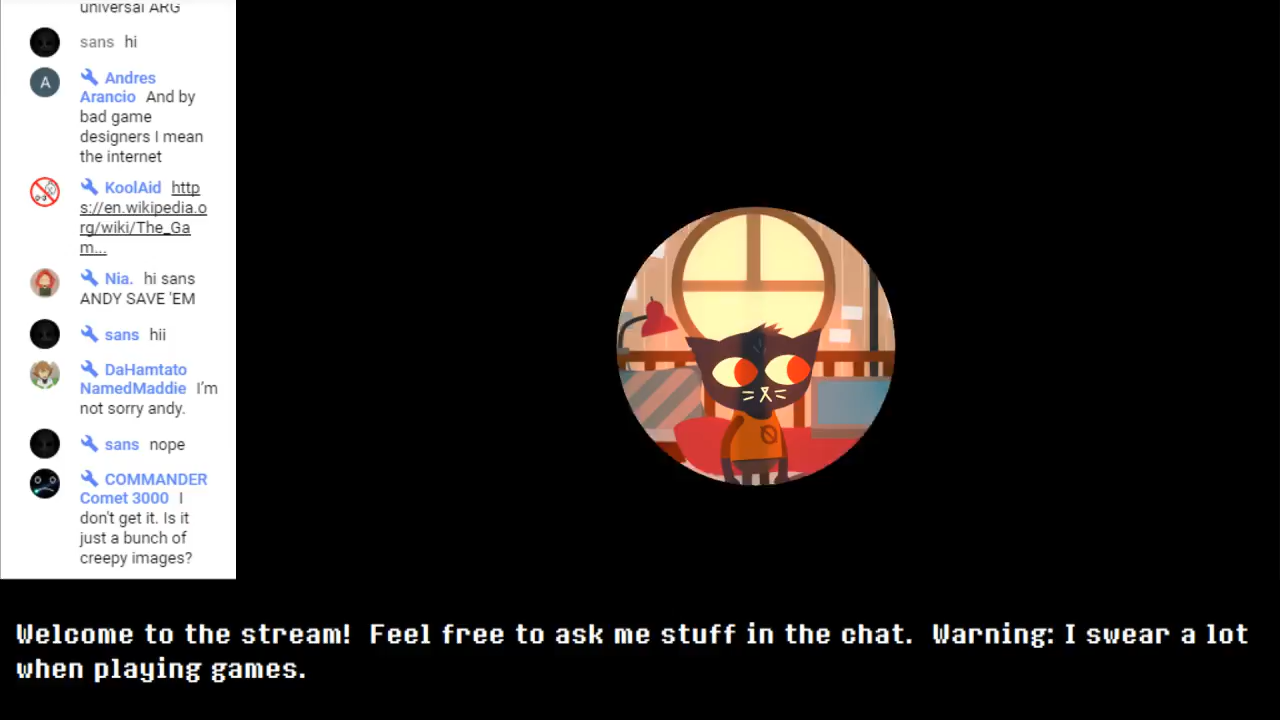 universal ARG
sans hi
A
Andres
Arancio And by
bad game
designers I mean
the internet
KoolAid http
s://en.wikipedia.o
rg/wiki/The_Ga
m...
Nia. hi sans
ANDY SAVE 'EM
sans hii
DaHamtato
NamedMaddie I'm
not sorry andy.
sans nope
COMMANDER
Comet 3000 I
don't get it. Is it
just a bunch of
creepy images?
Welcome to the stream! Feel free to ask me stuff in the chat. Warning: I swear a lot
when playing games.